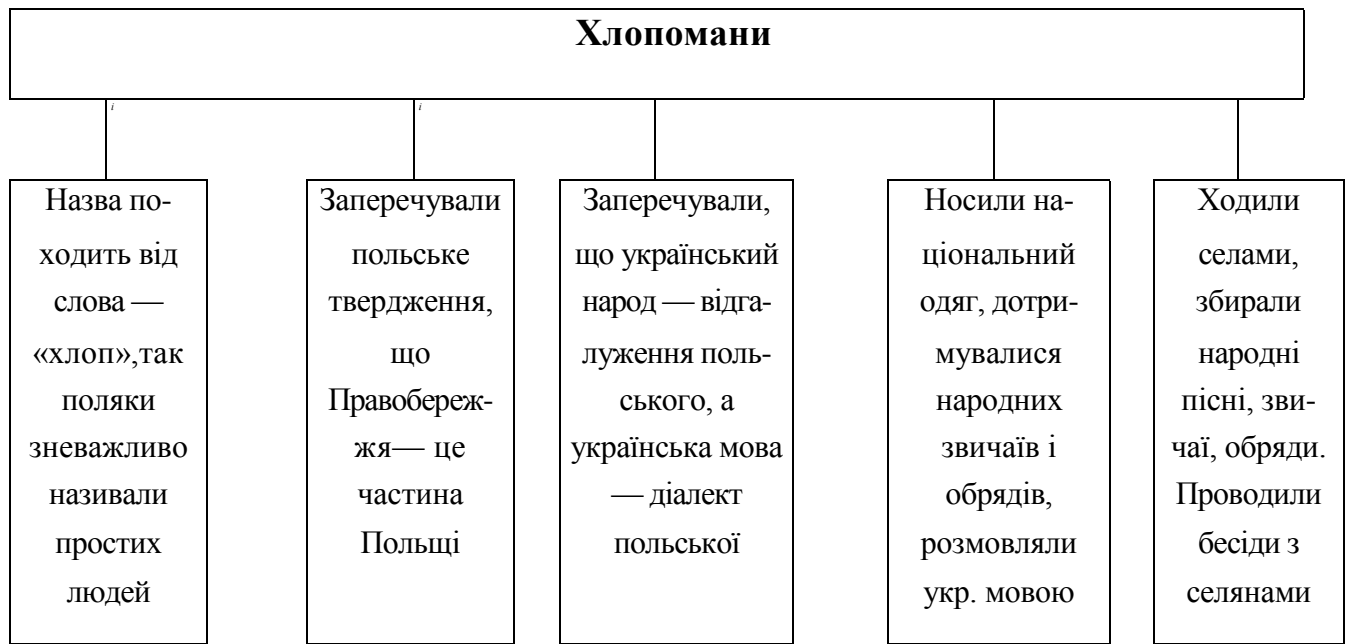 Хлопомани
i
i
Назва по-
ходить від
слова —
«хлоп»,так
поляки
зневажливо
називали
простих
людей
Заперечували
польське
твердження,
що
Правобереж-
жя— це
частина
Польщі
Заперечували,
що український
народ — відга-
луження поль-
ського, а
українська мова
— діалект
польської
Носили на-
ціональний
одяг, дотри-
мувалися
народних
звичаїв і
обрядів,
розмовляли
укр. мовою
Ходили
селами,
збирали
народні
пісні, зви-
чаї, обряди.
Проводили
бесіди з
селянами